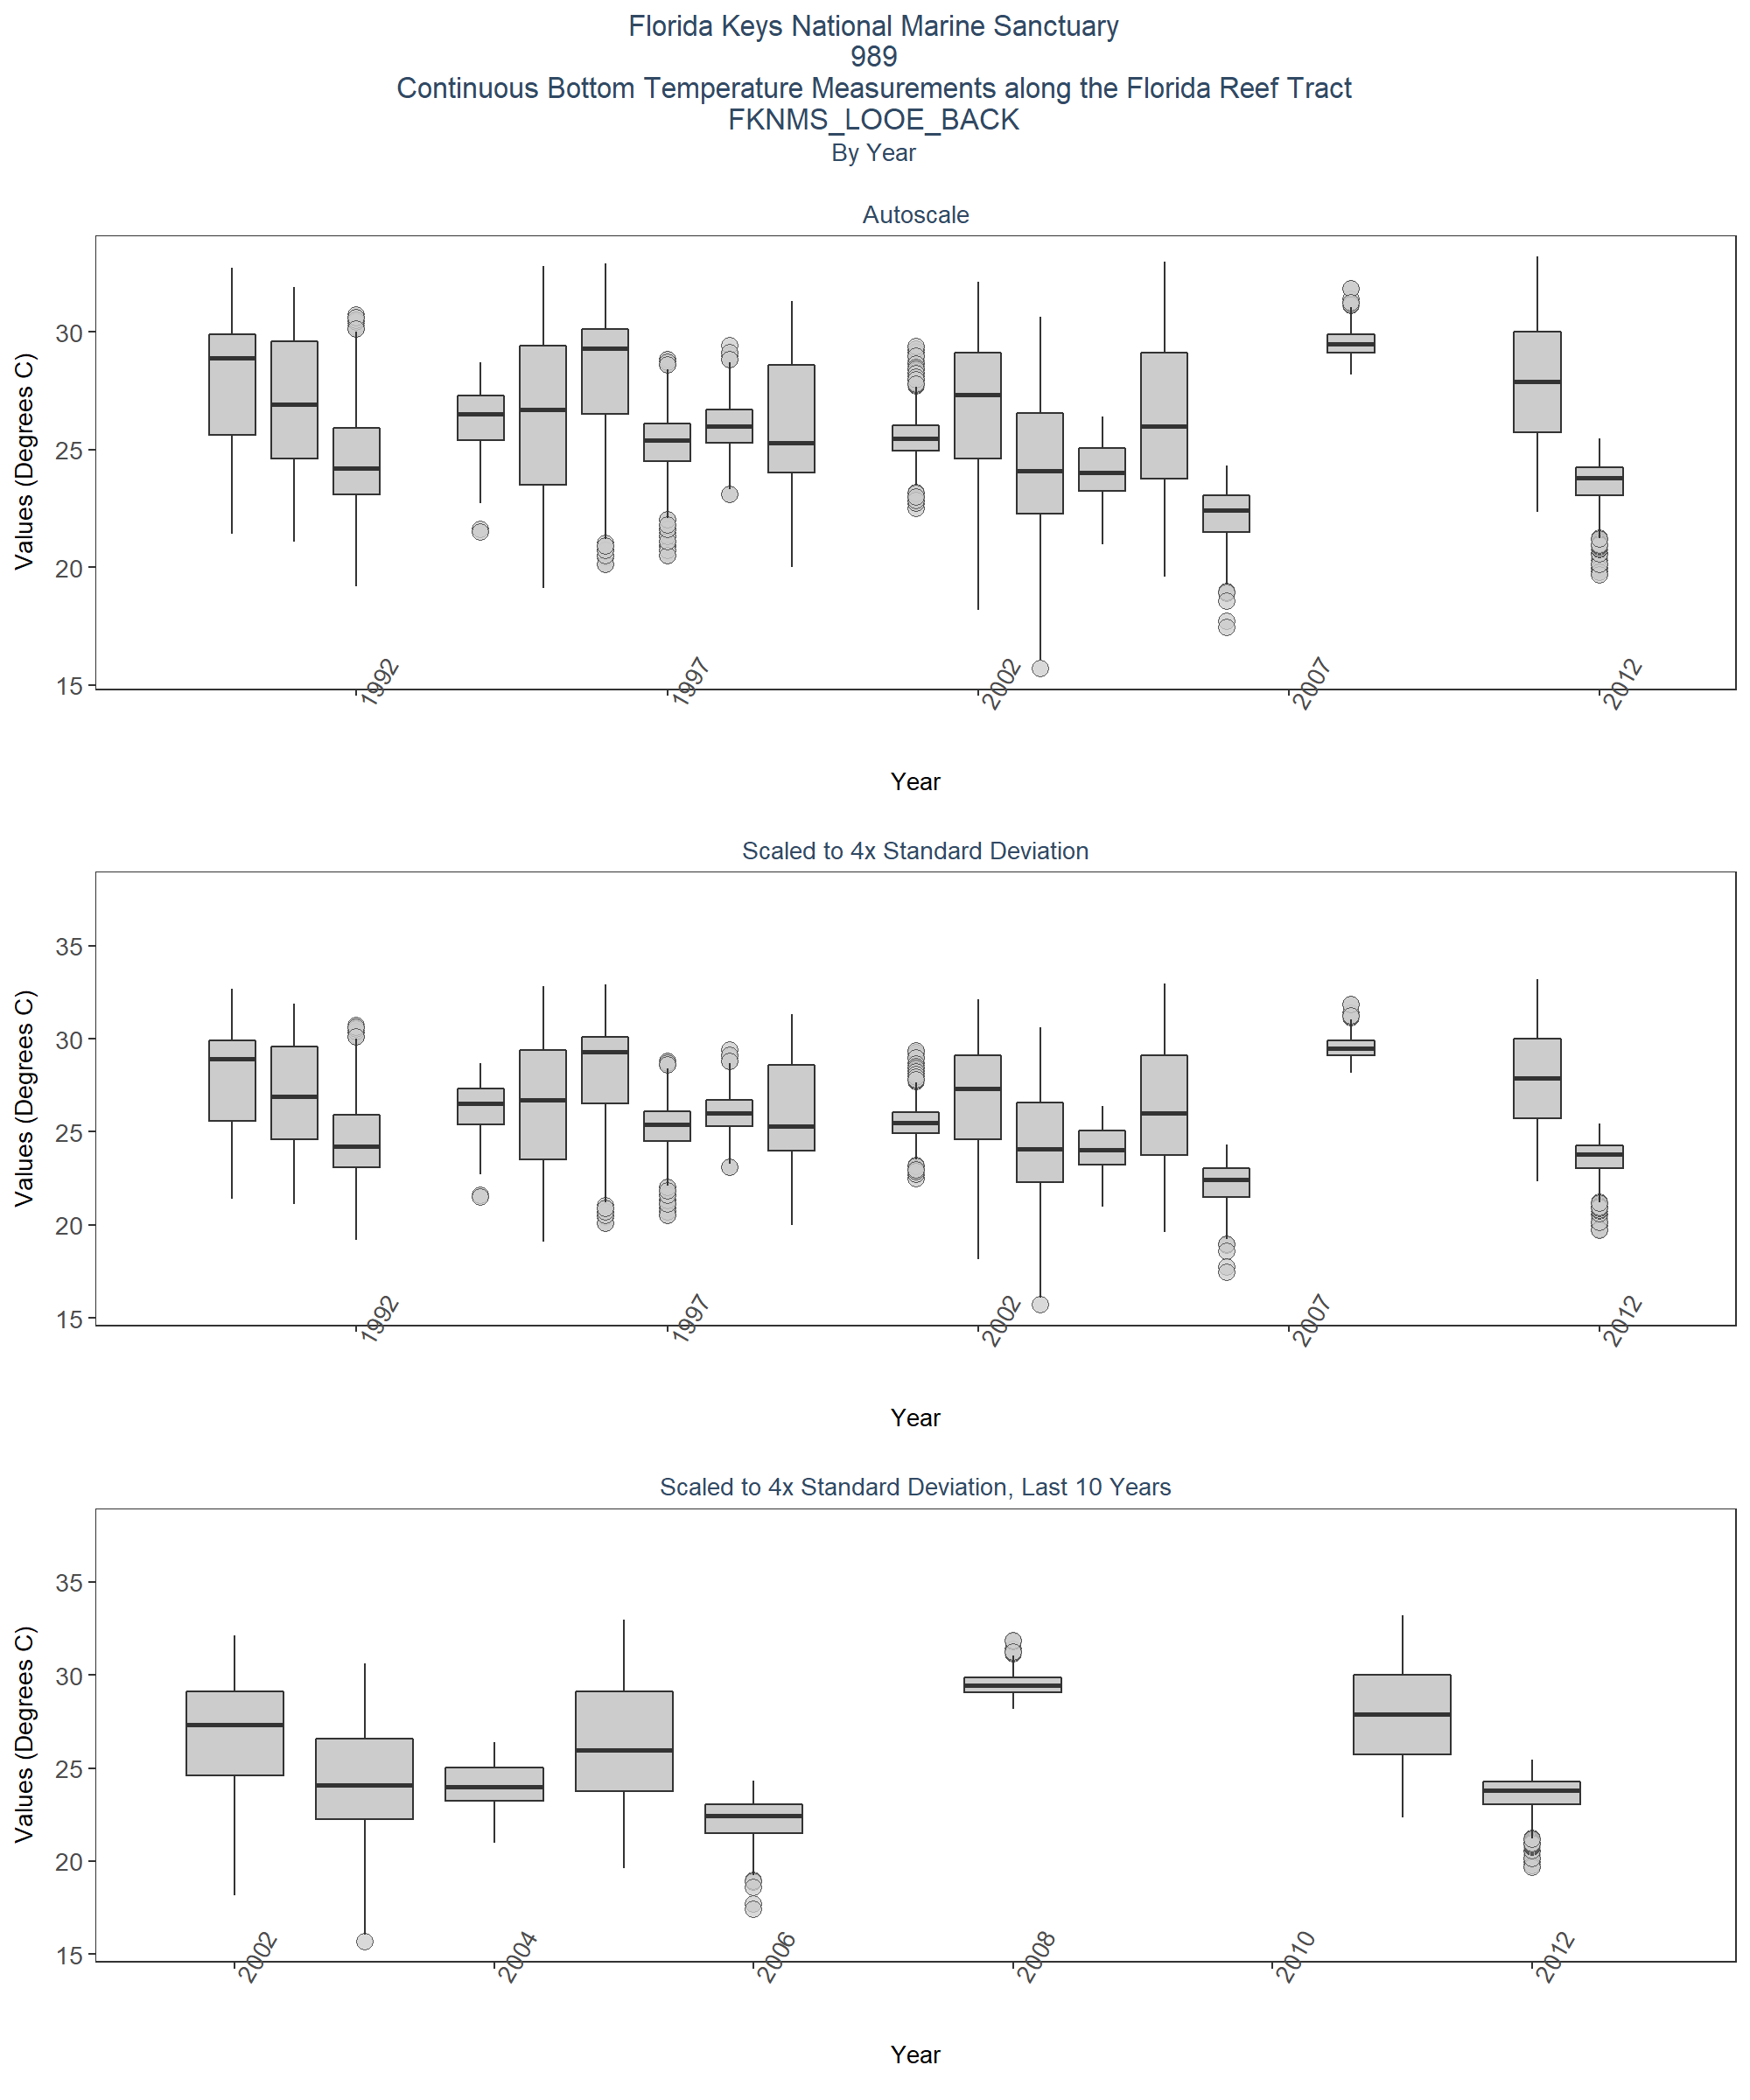 Florida Keys National Marine Sanctuary
989
Continuous Bottom Temperature Measurements along the Florida Reef Tract
FKNMS_LOOE_BACK
By Year
Autoscale
Values (Degrees C)
30
25
20
15
1992
1997
2002
2007
2012
Year
Scaled to 4x Standard Deviation
Values (Degrees C)
35
30
25
20
15
1992
1997
2002
2007
2012
Year
Scaled to 4x Standard Deviation, Last 10 Years
Values (Degrees C)
35
30
25
20
15
2002
2004
2006
2008
2010
2012
Year